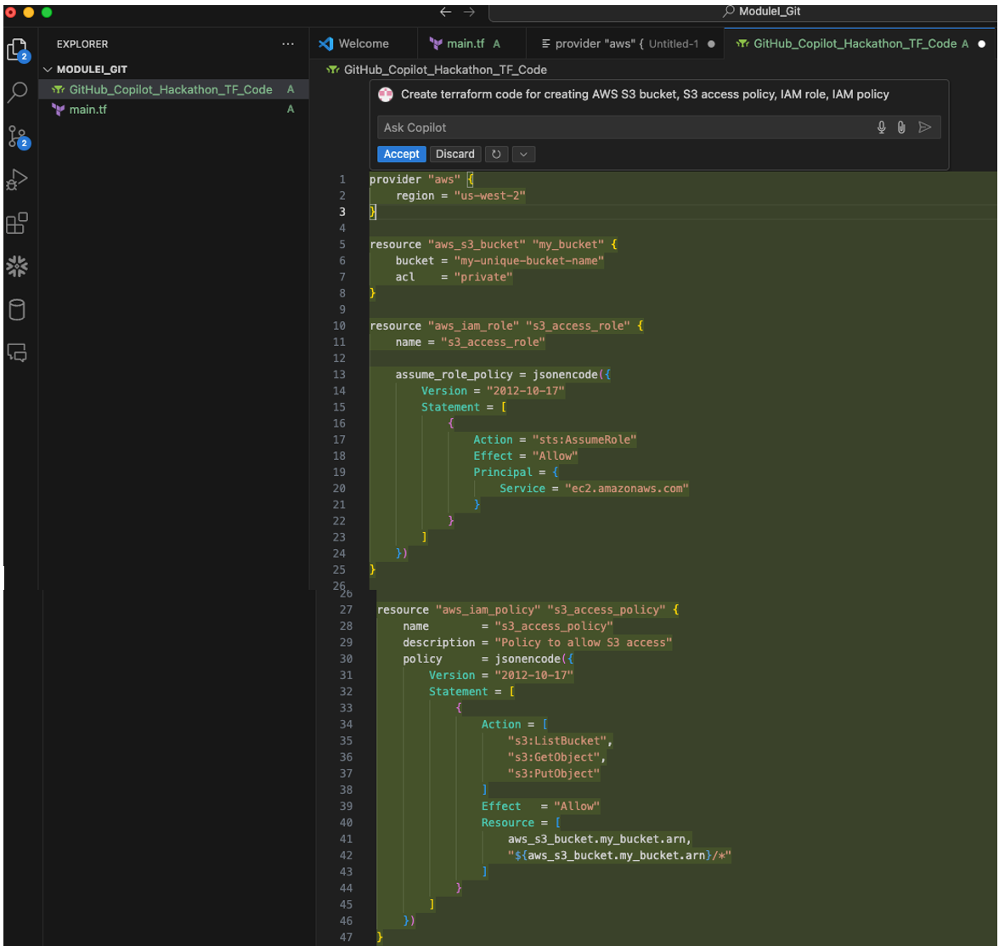 ModuleI_Git
EXPLORER
···
Welcome
main.tf A
provider "aws" { Untitled-1
GitHub_Copilot_Hackathon_TF_Code A
MODULEI_GIT
GitHub_Copilot_Hackathon_TF_Code
GitHub_Copilot_Hackathon_TF_Code A
main.tf A
2
2
Create terraform code for creating AWS S3 bucket, S3 access policy, IAM role, IAM policy
Ask Copilot
Accept Discard
1 provider "aws" {
2     region = "us-west-2"
3 }
4
5 resource "aws_s3_bucket" "my_bucket" {
6     bucket = "my-unique-bucket-name"
7     acl    = "private"
8 }
9
10 resource "aws_iam_role" "s3_access_role" {
11     name = "s3_access_role"
12
13     assume_role_policy = jsonencode({
14         Version = "2012-10-17"
15         Statement = [
16             {
17                 Action = "sts:AssumeRole"
18                 Effect = "Allow"
19                 Principal = {
20                     Service = "ec2.amazonaws.com"
21                 }
22             }
23         ]
24     })
25 }
26
26
27 resource "aws_iam_policy" "s3_access_policy" {
28     name        = "s3_access_policy"
29     description = "Policy to allow S3 access"
30     policy      = jsonencode({
31         Version = "2012-10-17"
32         Statement = [
33             {
34                 Action = [
35                     "s3:ListBucket",
36                     "s3:GetObject",
37                     "s3:PutObject"
38                 ]
39                 Effect   = "Allow"
40                 Resource = [
41                     aws_s3_bucket.my_bucket.arn,
42                     "${aws_s3_bucket.my_bucket.arn}/*"
43                 ]
44             }
45         ]
46     })
47 }